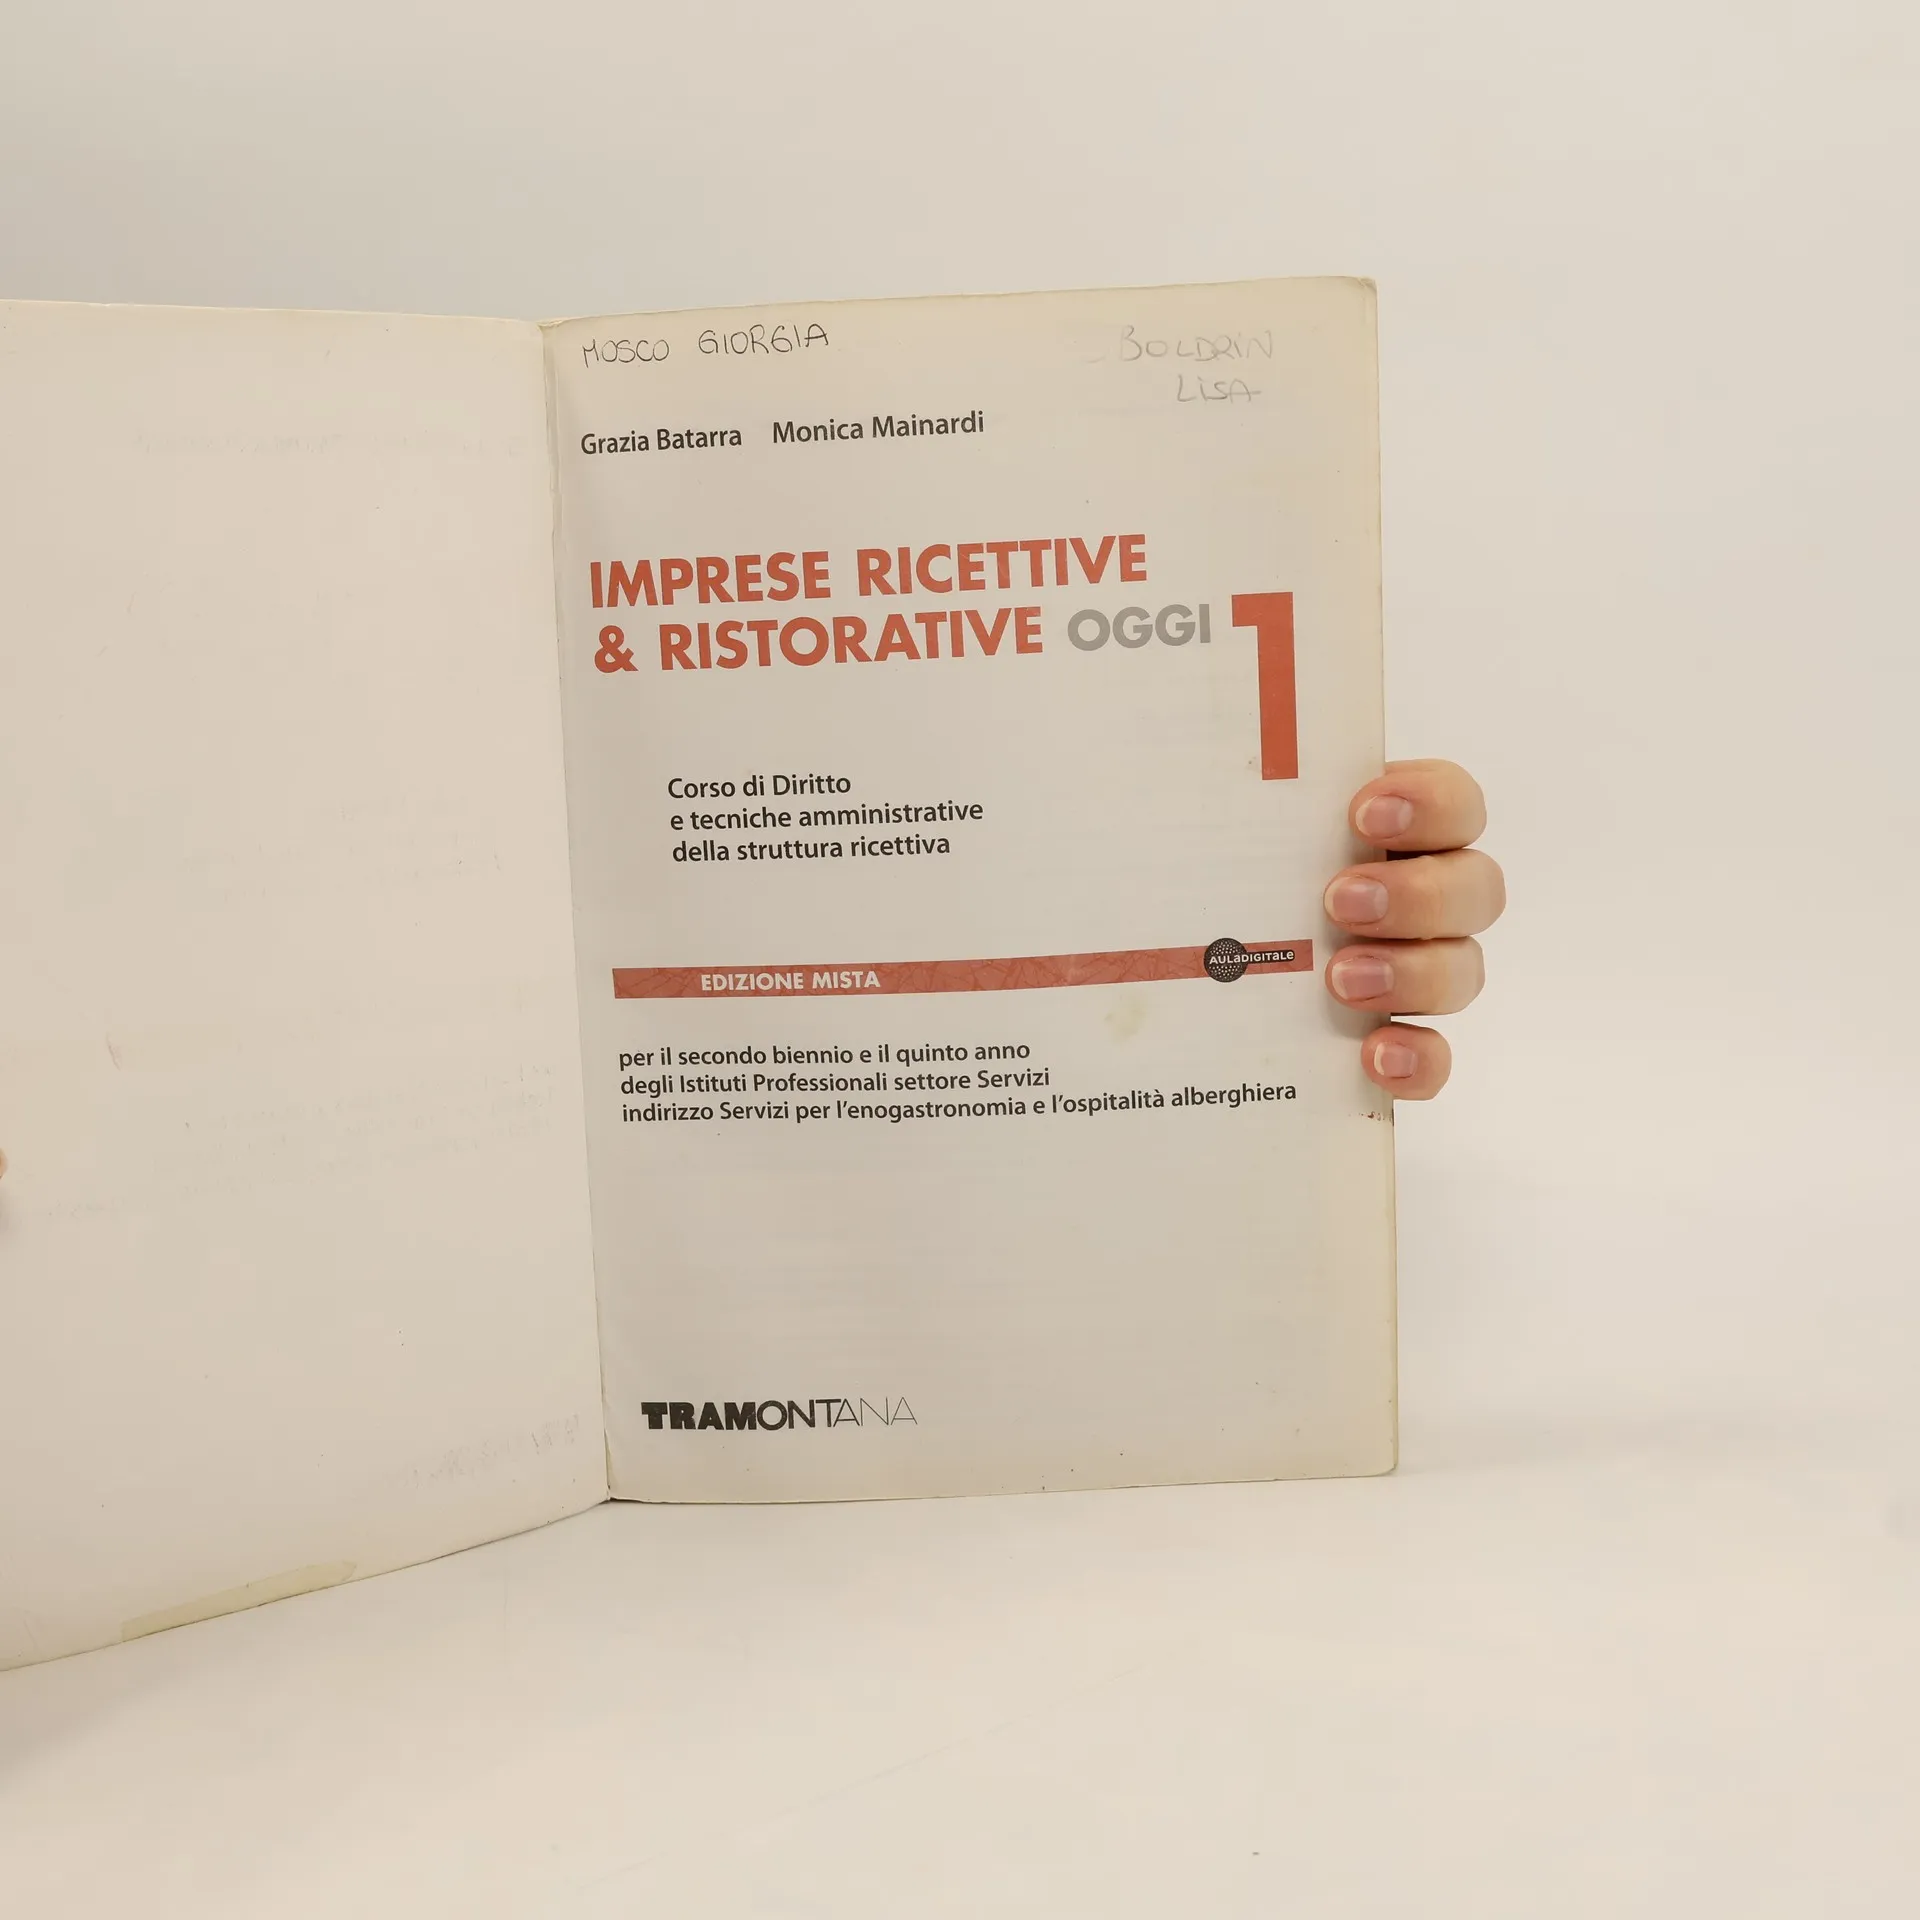 MOSCO GIORGIA
BOLDRIN
LISA
Grazia Batarra Monica Mainardi
IMPRESE RICETTIVE
& RISTORATIVE OGGI 1
Corso di Diritto
e tecniche amministrative
della struttura ricettiva
EDIZIONE MISTA AULaDIGITaLe
per il secondo biennio e il quinto anno
degli Istituti Professionali settore Servizi
indirizzo Servizi per l'enogastronomia e l'ospitalità alberghiera
TRAMONTANA